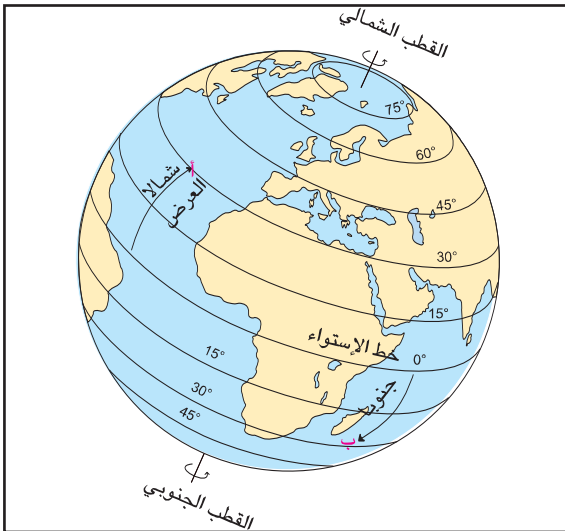 القطب الشمالي
75°
60°
45°
30°
15°
أ
شمالا
العرض
خط الإستواء
0°
جنوبا
ب
15°
30°
45°
القطب الجنوبي